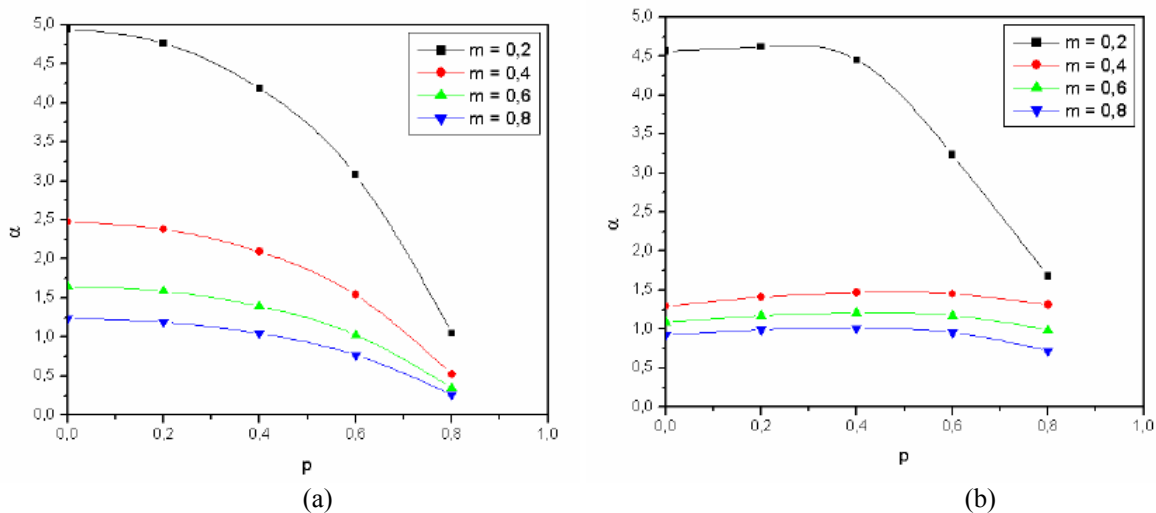 5,0
4,5
4,0
3,5
3,0
2,5
2,0
1,5
1,0
0,5
0,0
α
0,0 0,2 0,4 0,6 0,8 1,0
p
m = 0,2
m = 0,4
m = 0,6
m = 0,8
(a)
5,0
4,5
4,0
3,5
3,0
2,5
2,0
1,5
1,0
0,5
0,0
α
0,0 0,2 0,4 0,6 0,8 1,0
p
m = 0,2
m = 0,4
m = 0,6
m = 0,8
(b)